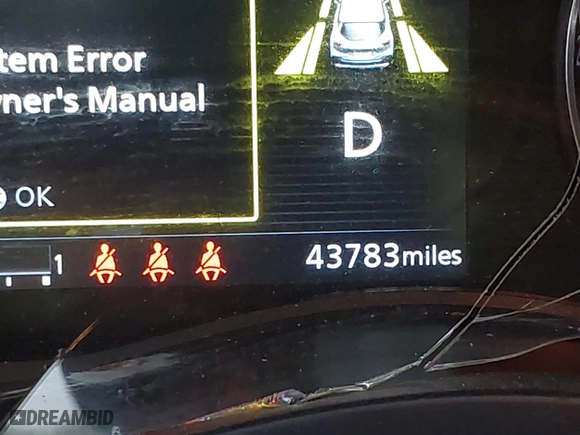 tem Error
ner's Manual
OK
D
1
43783miles
DREAMBID